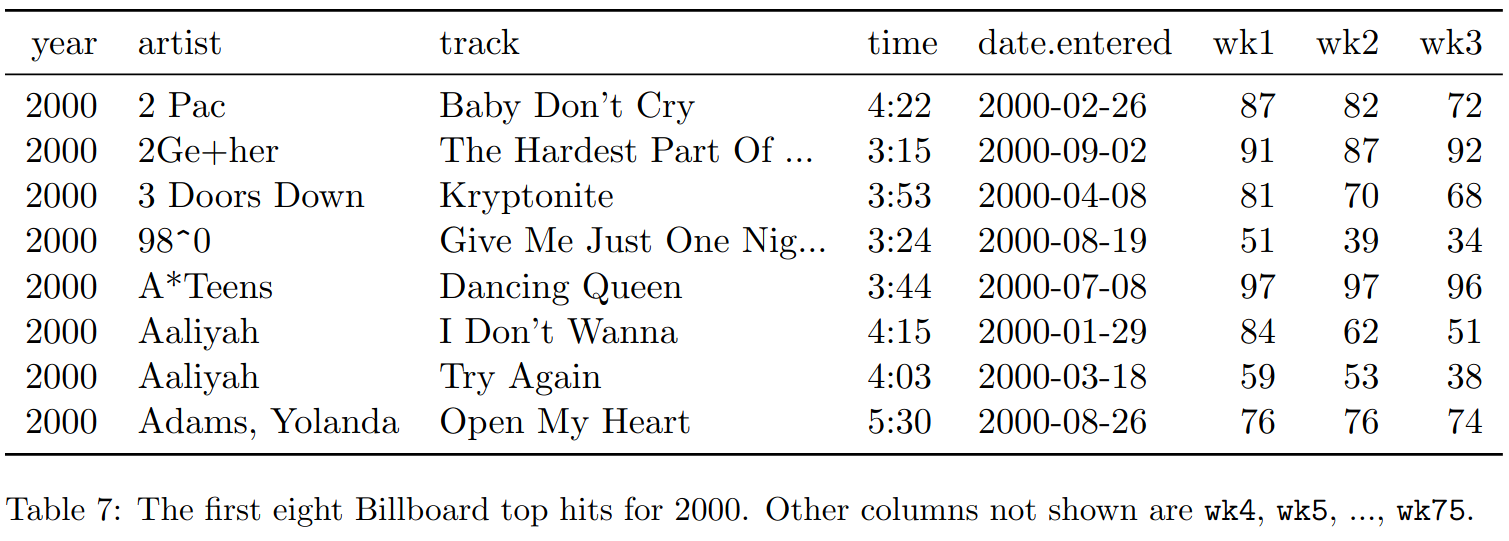 year artist track time date.entered wk1 wk2 wk3
2000 2 Pac Baby Don't Cry 4:22 2000-02-26 87 82 72
2000 2Ge+her The Hardest Part Of ... 3:15 2000-09-02 91 87 92
2000 3 Doors Down Kryptonite 3:53 2000-04-08 81 70 68
2000 98^0 Give Me Just One Nig... 3:24 2000-08-19 51 39 34
2000 A*Teens Dancing Queen 3:44 2000-07-08 97 97 96
2000 Aaliyah I Don't Wanna 4:15 2000-01-29 84 62 51
2000 Aaliyah Try Again 4:03 2000-03-18 59 53 38
2000 Adams, Yolanda Open My Heart 5:30 2000-08-26 76 76 74
Table 7: The first eight Billboard top hits for 2000. Other columns not shown are wk4, wk5, ..., wk75.